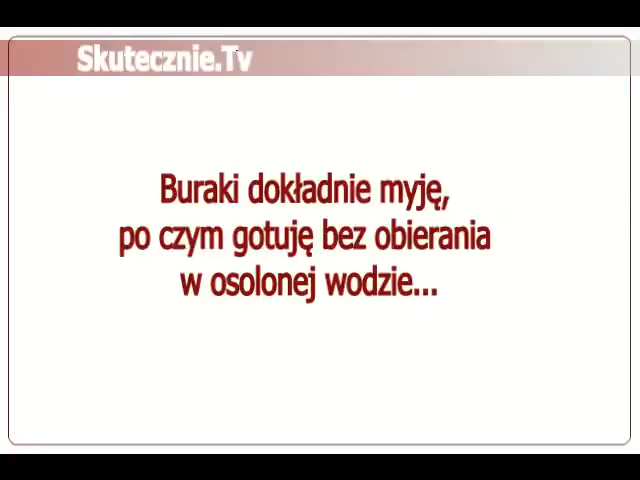 Skutecznie.Tv
Buraki dokładnie myję,
po czym gotuję bez obierania
w osolonej wodzie...